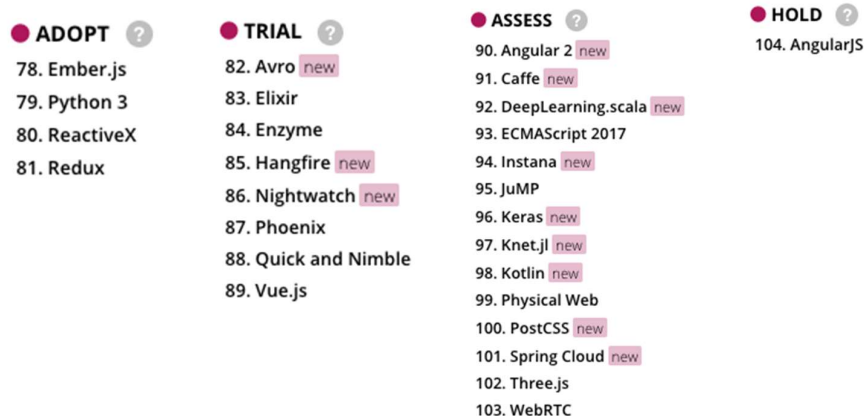 ADOPT ?
78. Ember.js
79. Python 3
80. ReactiveX
81. Redux
TRIAL ?
82. Avro new
83. Elixir
84. Enzyme
85. Hangfire new
86. Nightwatch new
87. Phoenix
88. Quick and Nimble
89. Vue.js
ASSESS ?
90. Angular 2 new
91. Caffe new
92. DeepLearning.scala new
93. ECMAScript 2017
94. Instana new
95. JuMP
96. Keras new
97. Knet.jl new
98. Kotlin new
99. Physical Web
100. PostCSS new
101. Spring Cloud new
102. Three.js
103. WebRTC
HOLD ?
104. AngularJS